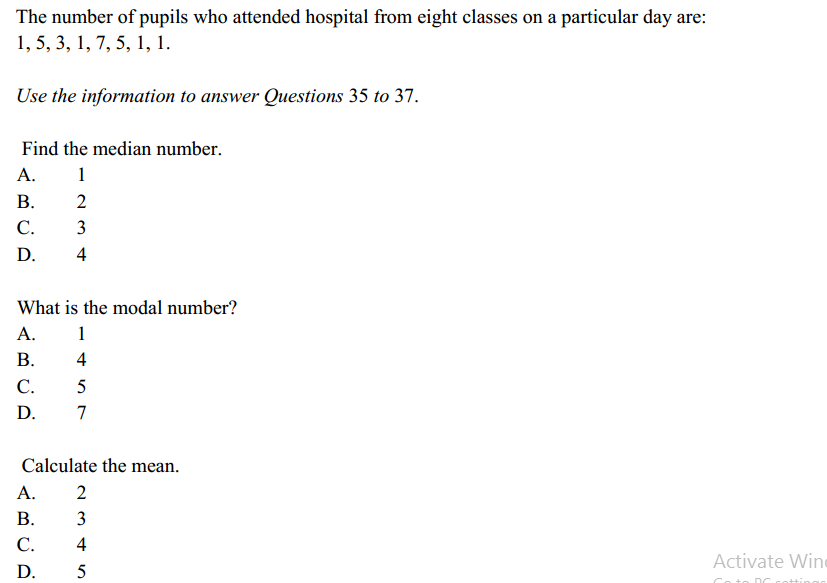 The number of pupils who attended hospital from eight classes on a particular day are:
1, 5, 3, 1, 7, 5, 1, 1.
Use the information to answer Questions 35 to 37.
Find the median number.
A. 1
B. 2
C. 3
D. 4
What is the modal number?
A. 1
B. 4
C. 5
D. 7
Calculate the mean.
A. 2
B. 3
C. 4
D. 5
Activate Win